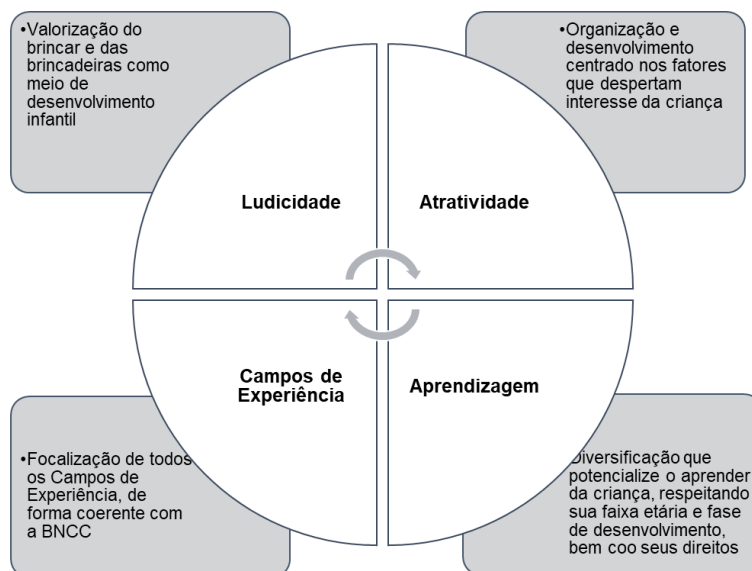 •Valorização do
brincar e das
brincadeiras como
meio de
desenvolvimento
infantil
•Organização e
desenvolvimento
centrado nos fatores
que despertam
interesse da criança
Ludicidade
Atratividade
Campos de
Experiência
Aprendizagem
•Focalização de todos
os Campos de
Experiência, de
forma coerente com
a BNCC
Diversificação que
potencialize o aprender
da criança, respeitando
sua faixa etária e fase
de desenvolvimento,
bem coo seus direitos